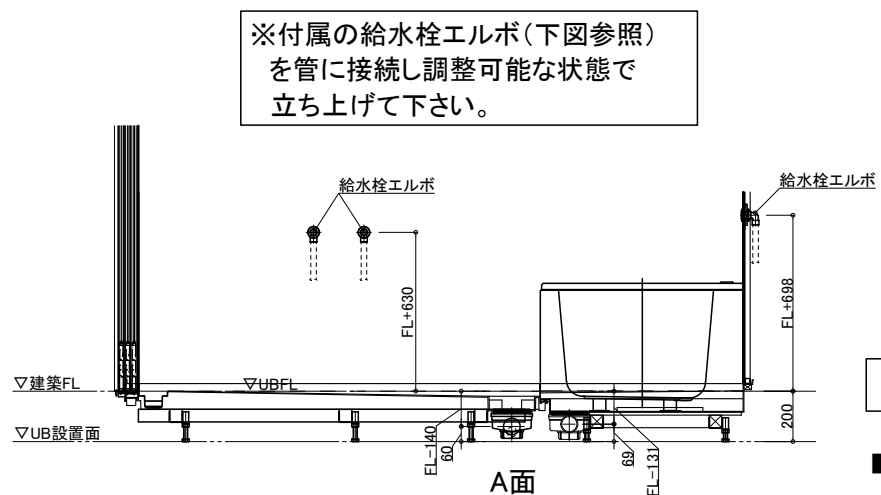 ※付属の給水栓エルボ(下図参照)
を管に接続し調整可能な状態で
立ち上げて下さい。
給水栓エルボ
給水栓エルボ
FL+630
FL+698
▽建築FL
▽UBFL
200
▽UB設置面
FL-140
60
69
FL-131
A面